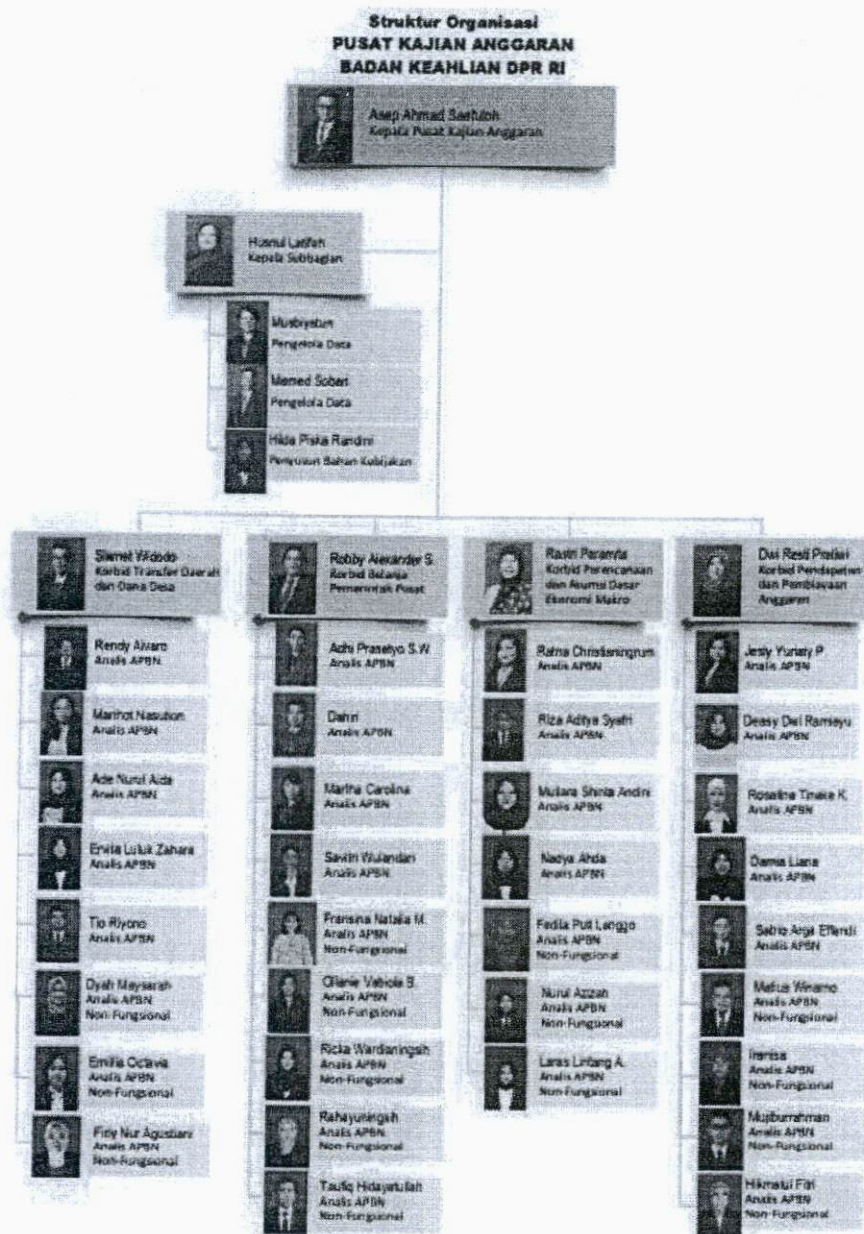 Struktur Organisasi
PUSAT KAJIAN ANGGARAN
BADAN KEAHLIAN DPR RI
Asep Ahmad Saefuloh
Kepala Pusat Kajian Anggaran
Husnul Latifah
Kepala Subbagian
Musbiyatun
Pengelola Data
Memed Sobari
Pengelola Data
Hilda Piska Randini
Penyusun Bahan Kebijakan
Slamet Widodo
Korbid Transfer Daerah
dan Dana Desa
Rendy Alvaro
Analis APBN
Marihot Nasution
Analis APBN
Ade Nurul Aida
Analis APBN
Ervita Luluk Zahara
Analis APBN
Tio Riyono
Analis APBN
Dyah Maysarah
Analis APBN
Non-Fungsional
Emilia Octavia
Analis APBN
Non-Fungsional
Firly Nur Agustiani
Analis APBN
Non-Fungsional
Robby Alexander S.
Korbid Belanja
Pemerintah Pusat
Adhi Prasetyo S.W
Analis APBN
Dahiri
Analis APBN
Martha Carolina
Analis APBN
Savitri Wulandari
Analis APBN
Fransina Natalia M.
Analis APBN
Non-Fungsional
Ollanie Vabiola B.
Analis APBN
Non-Fungsional
Ricka Wardianingsih
Analis APBN
Non-Fungsional
Rahayuningsih
Analis APBN
Non-Fungsional
Taufiq Hidayatullah
Analis APBN
Non-Fungsional
Rastri Paramita
Korbid Perencanaan
dan Asumsi Dasar
Ekonomi Makro
Ratna Christianingrum
Analis APBN
Riza Aditya Syafri
Analis APBN
Mutiara Shinta Andini
Analis APBN
Nadya Ahda
Analis APBN
Fadila Puti Lenggo
Analis APBN
Non-Fungsional
Nurul Azizah
Analis APBN
Non-Fungsional
Laras Lintang A.
Analis APBN
Non-Fungsional
Dwi Resti Pratiwi
Korbid Pendapatan
dan Pembiayaan
Anggaran
Jesly Yuriaty P.
Analis APBN
Deasy Dwi Ramiayu
Analis APBN
Rosalina Tineke K.
Analis APBN
Damia Liana
Analis APBN
Satrio Arga Effendi
Analis APBN
Winarno
Analis APBN
Non-Fungsional
Analis APBN
Non-Fungsional
Mujiburrahman
Analis APBN
Non-Fungsional
Hikmatul Fitri
Analis APBN
Non-Fungsional